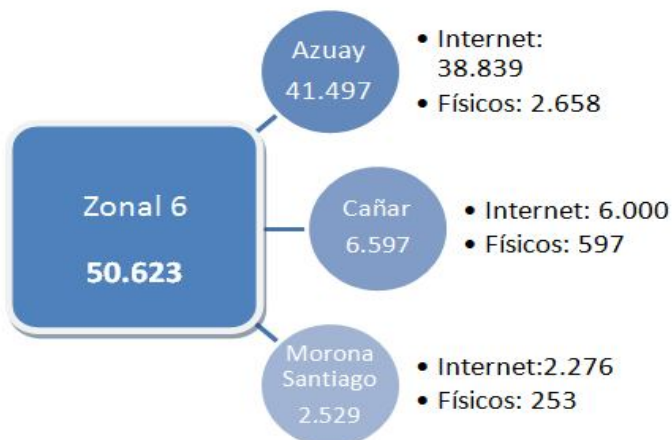 Zonal 6
50.623
Azuay
41.497
• Internet:
38.839
• Físicos: 2.658
Cañar
6.597
• Internet: 6.000
• Físicos: 597
Morona
Santiago
2.529
• Internet:2.276
• Físicos: 253